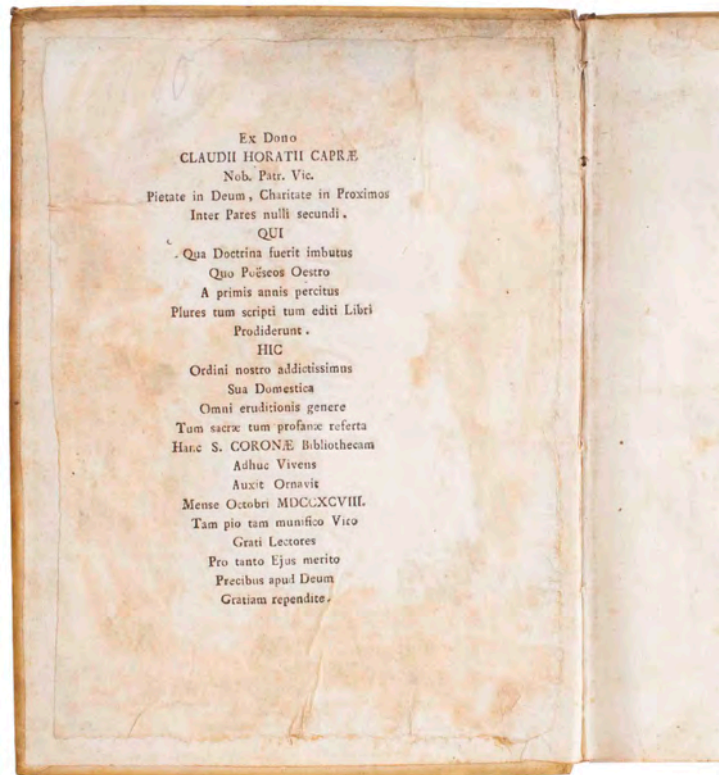 Ex Dono
CLAUDII HORATII CAPRÆ
Nob. Patr. Vic.
Pietate in Deum, Charitate in Proximos
Inter Pares nulli secundi.
QUI
Qua Doctrina fuerit imbutus
Quo Poëseos Oestro
A primis annis percitus
Plures tum scripti tum editi Libri
Prodiderunt.
HIC
Ordini nostro addictissimus
Sua Domestica
Omni eruditionis genere
Tum sacræ tum profanæ referta
Hanc S. CORONÆ Bibliothecam
Adhuc Vivens
Auxit Ornavit
Mense Octobri MDCCXCVIII.
Tam pio tam munifico Viro
Grati Lectores
Pro tanto Ejus merito
Precibus apud Deum
Gratiam rependite.